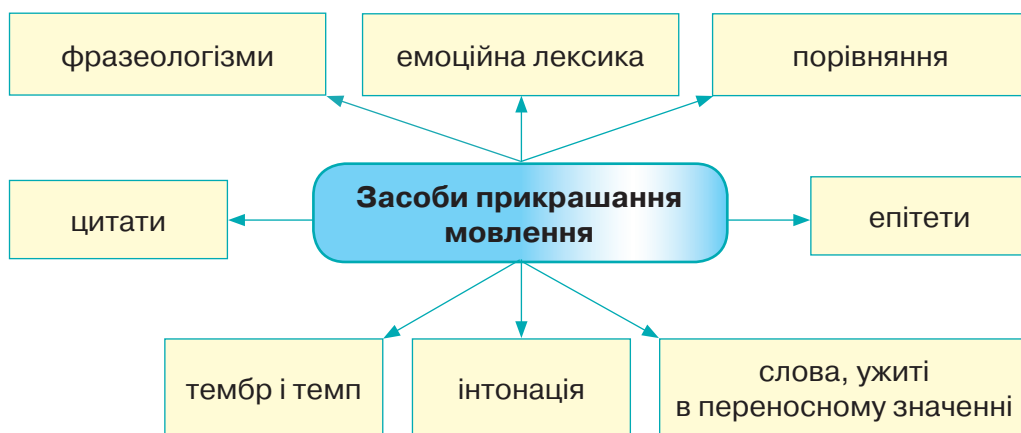 фразеологізми
емоційна лексика
порівняння
цитати
Засоби прикрашання
мовлення
епітети
тембр і темп
інтонація
слова, ужиті
в переносному значенні